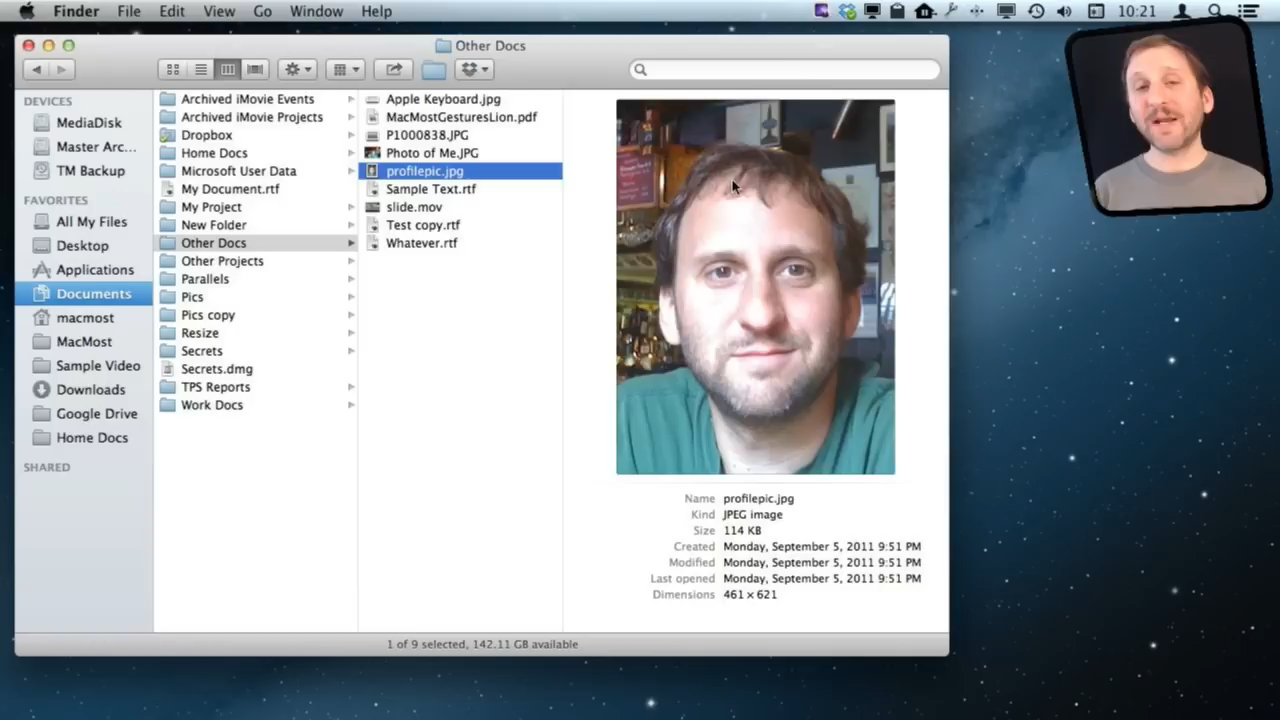 Finder File Edit View Go Window Help 10:21
Other Docs
DEVICES
MediaDisk
Master Arc...
TM Backup
FAVORITES
All My Files
Desktop
Applications
Documents
macmost
MacMost
Sample Video
Downloads
Google Drive
Home Docs
SHARED
Archived iMovie Events
Archived iMovie Projects
Dropbox
Home Docs
Microsoft User Data
My Document.rtf
My Project
New Folder
Other Docs
Other Projects
Parallels
Pics
Pics copy
Resize
Secrets
Secrets.dmg
TPS Reports
Work Docs
Apple Keyboard.jpg
MacMostGesturesLion.pdf
P1000838.JPG
Photo of Me.JPG
profilepic.jpg
Sample Text.rtf
slide.mov
Test copy.rtf
Whatever.rtf
Name profilepic.jpg
Kind JPEG image
Size 114 KB
Created Monday, September 5, 2011 9:51 PM
Modified Monday, September 5, 2011 9:51 PM
Last opened Monday, September 5, 2011 9:51 PM
Dimensions 461 × 621
1 of 9 selected, 142.11 GB available